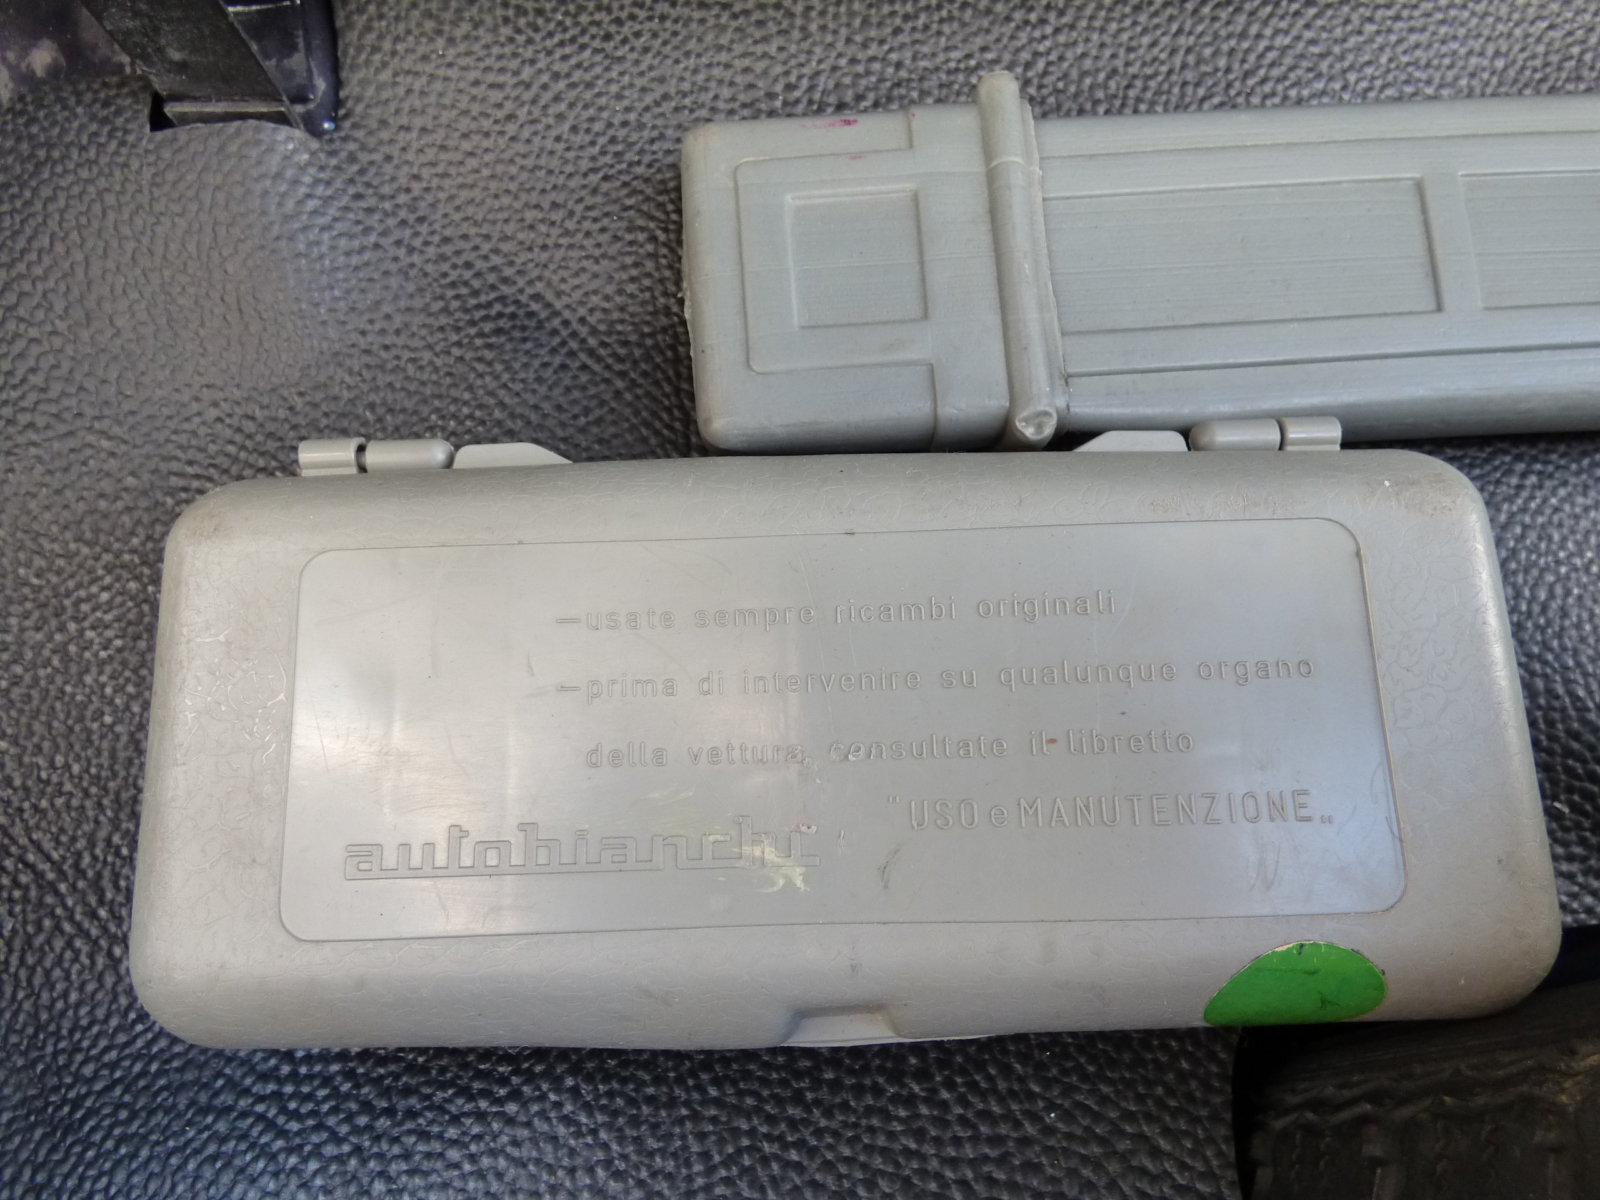 —usate sempre ricambi originali
—prima di intervenire su qualunque organo
della vettura, consultate il libretto
"USO e MANUTENZIONE„
autobianchi